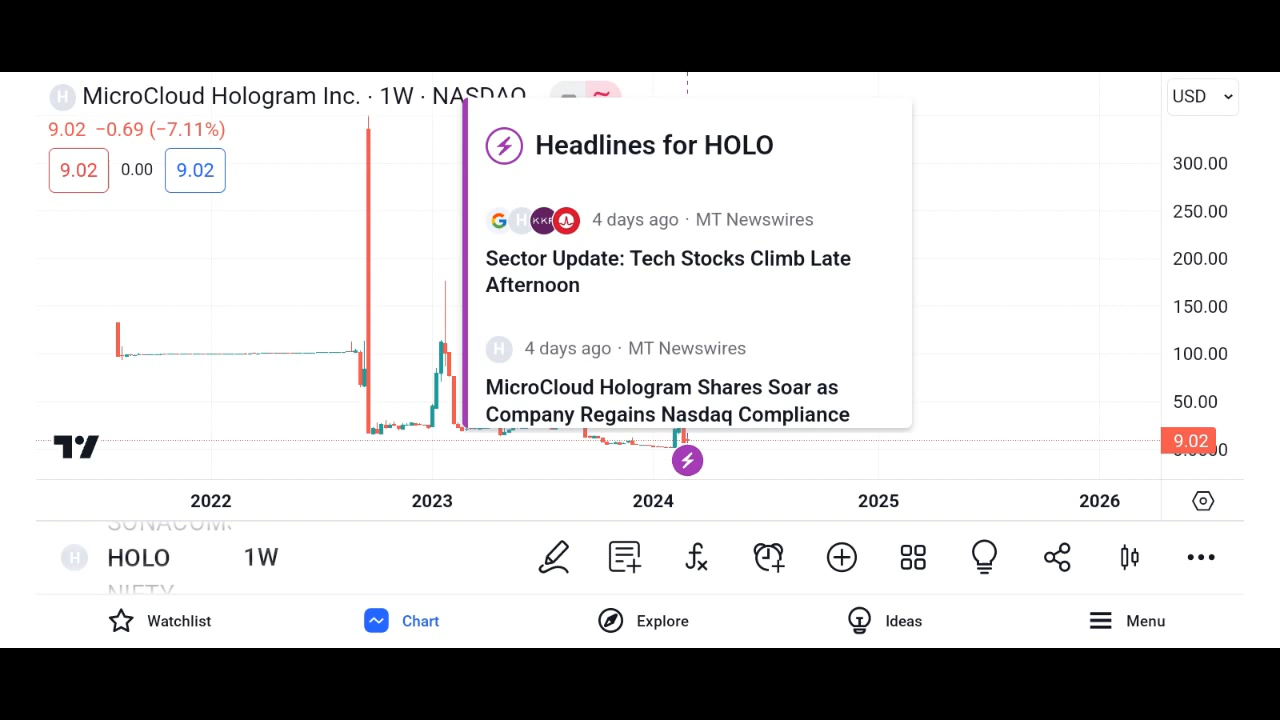 MicroCloud Hologram Inc. · 1W · NASDAQ
USD
9.02 −0.69 (−7.11%)
9.02 0.00 9.02
Headlines for HOLO
4 days ago · MT Newswires
Sector Update: Tech Stocks Climb Late
Afternoon
H 4 days ago · MT Newswires
MicroCloud Hologram Shares Soar as
Company Regains Nasdaq Compliance
300.00
250.00
200.00
150.00
100.00
50.00
9.02
2022 2023 2024 2025 2026
H HOLO 1W
NIFTY
Watchlist Chart Explore Ideas Menu